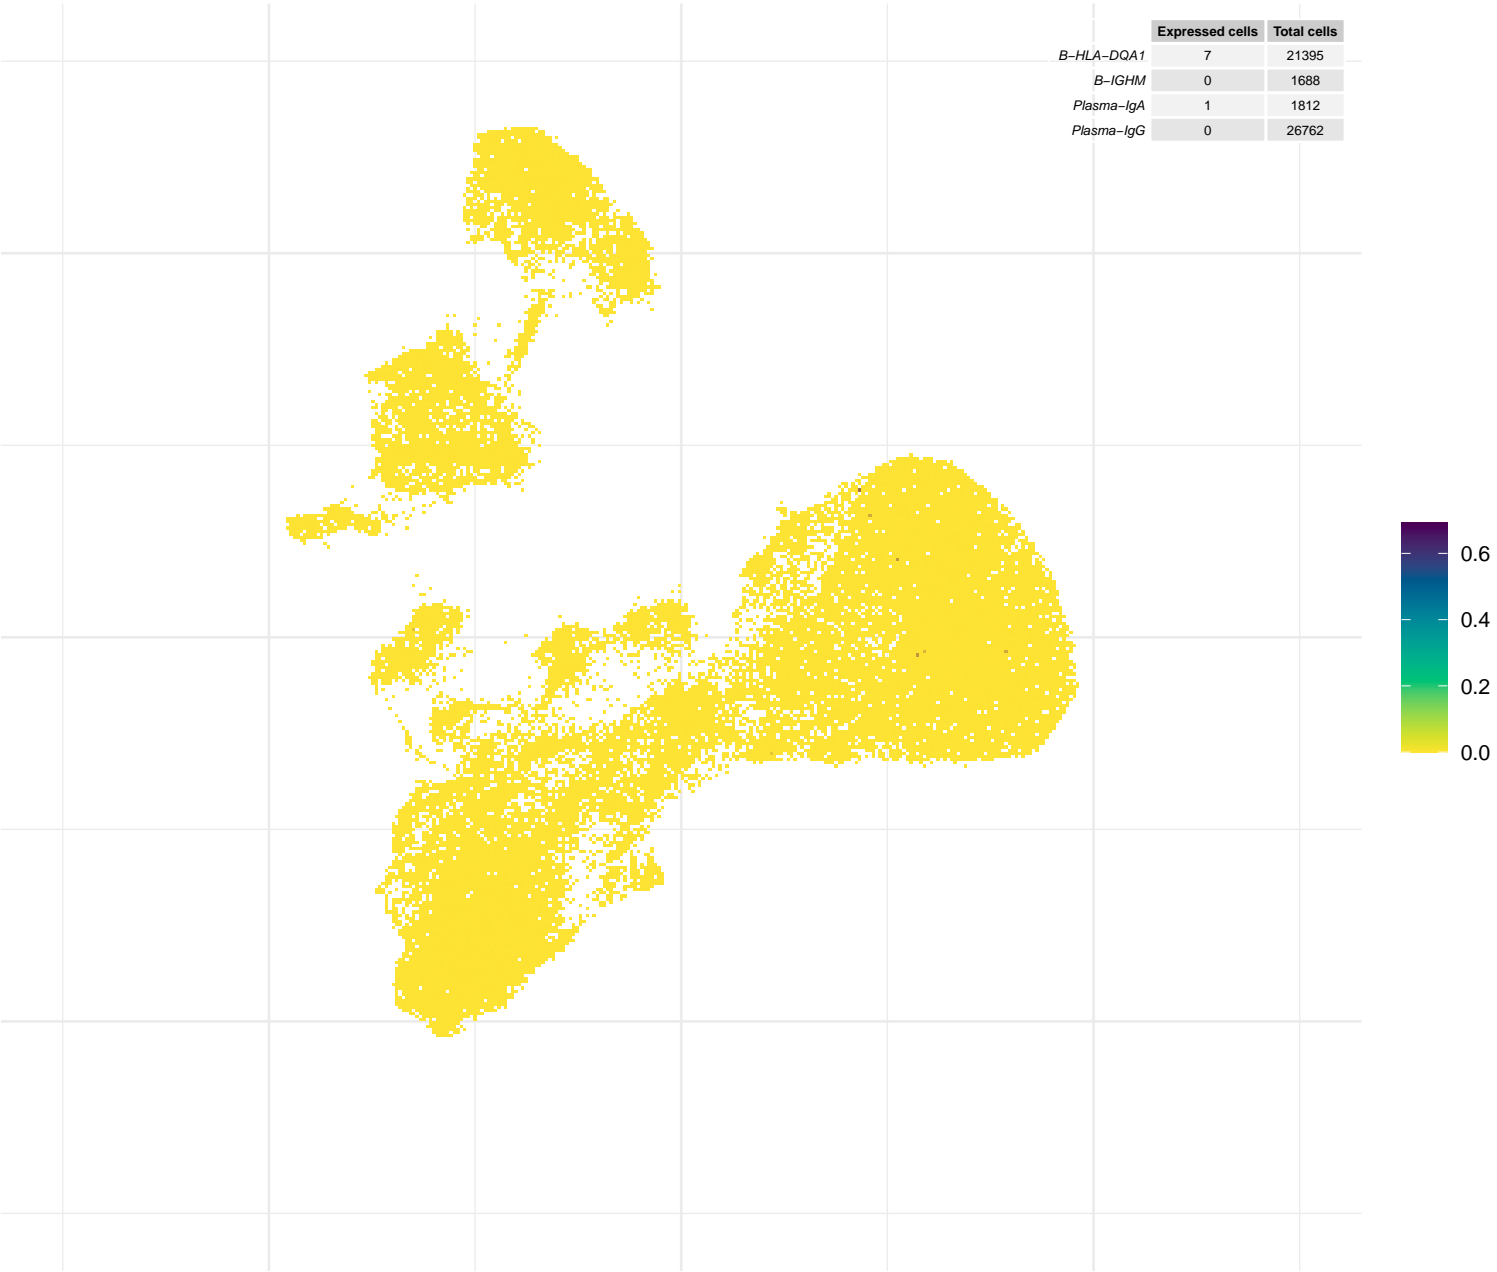 Expressed cells Total cells
B−HLA−DQA1 7 21395
B−IGHM 0 1688
Plasma−IgA 1 1812
Plasma−IgG 0 26762
0.6
0.4
0.2
0.0